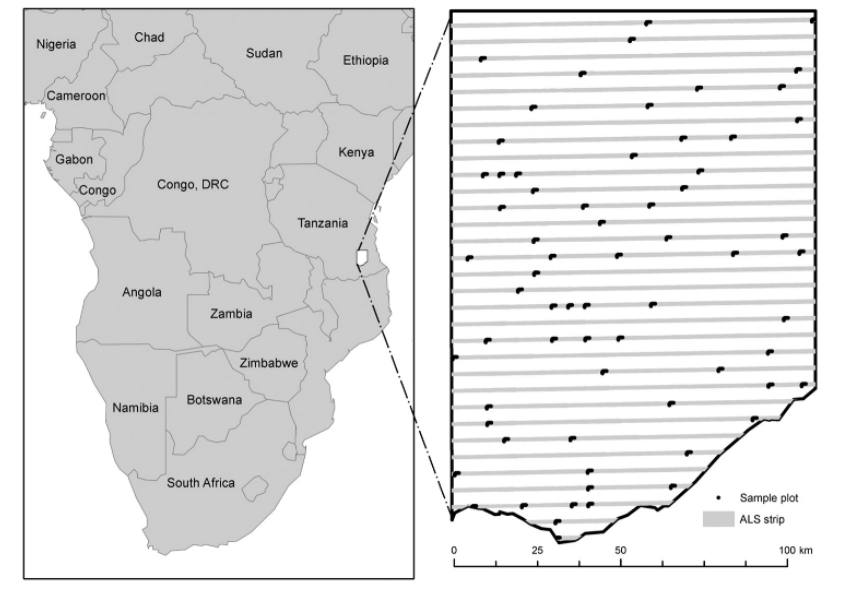 Nigeria
Chad
Sudan
Ethiopia
Cameroon
Gabon
Congo
Congo, DRC
Kenya
Tanzania
Angola
Zambia
Zimbabwe
Namibia
Botswana
South Africa
Sample plot
ALS strip
0 25 50 100 km